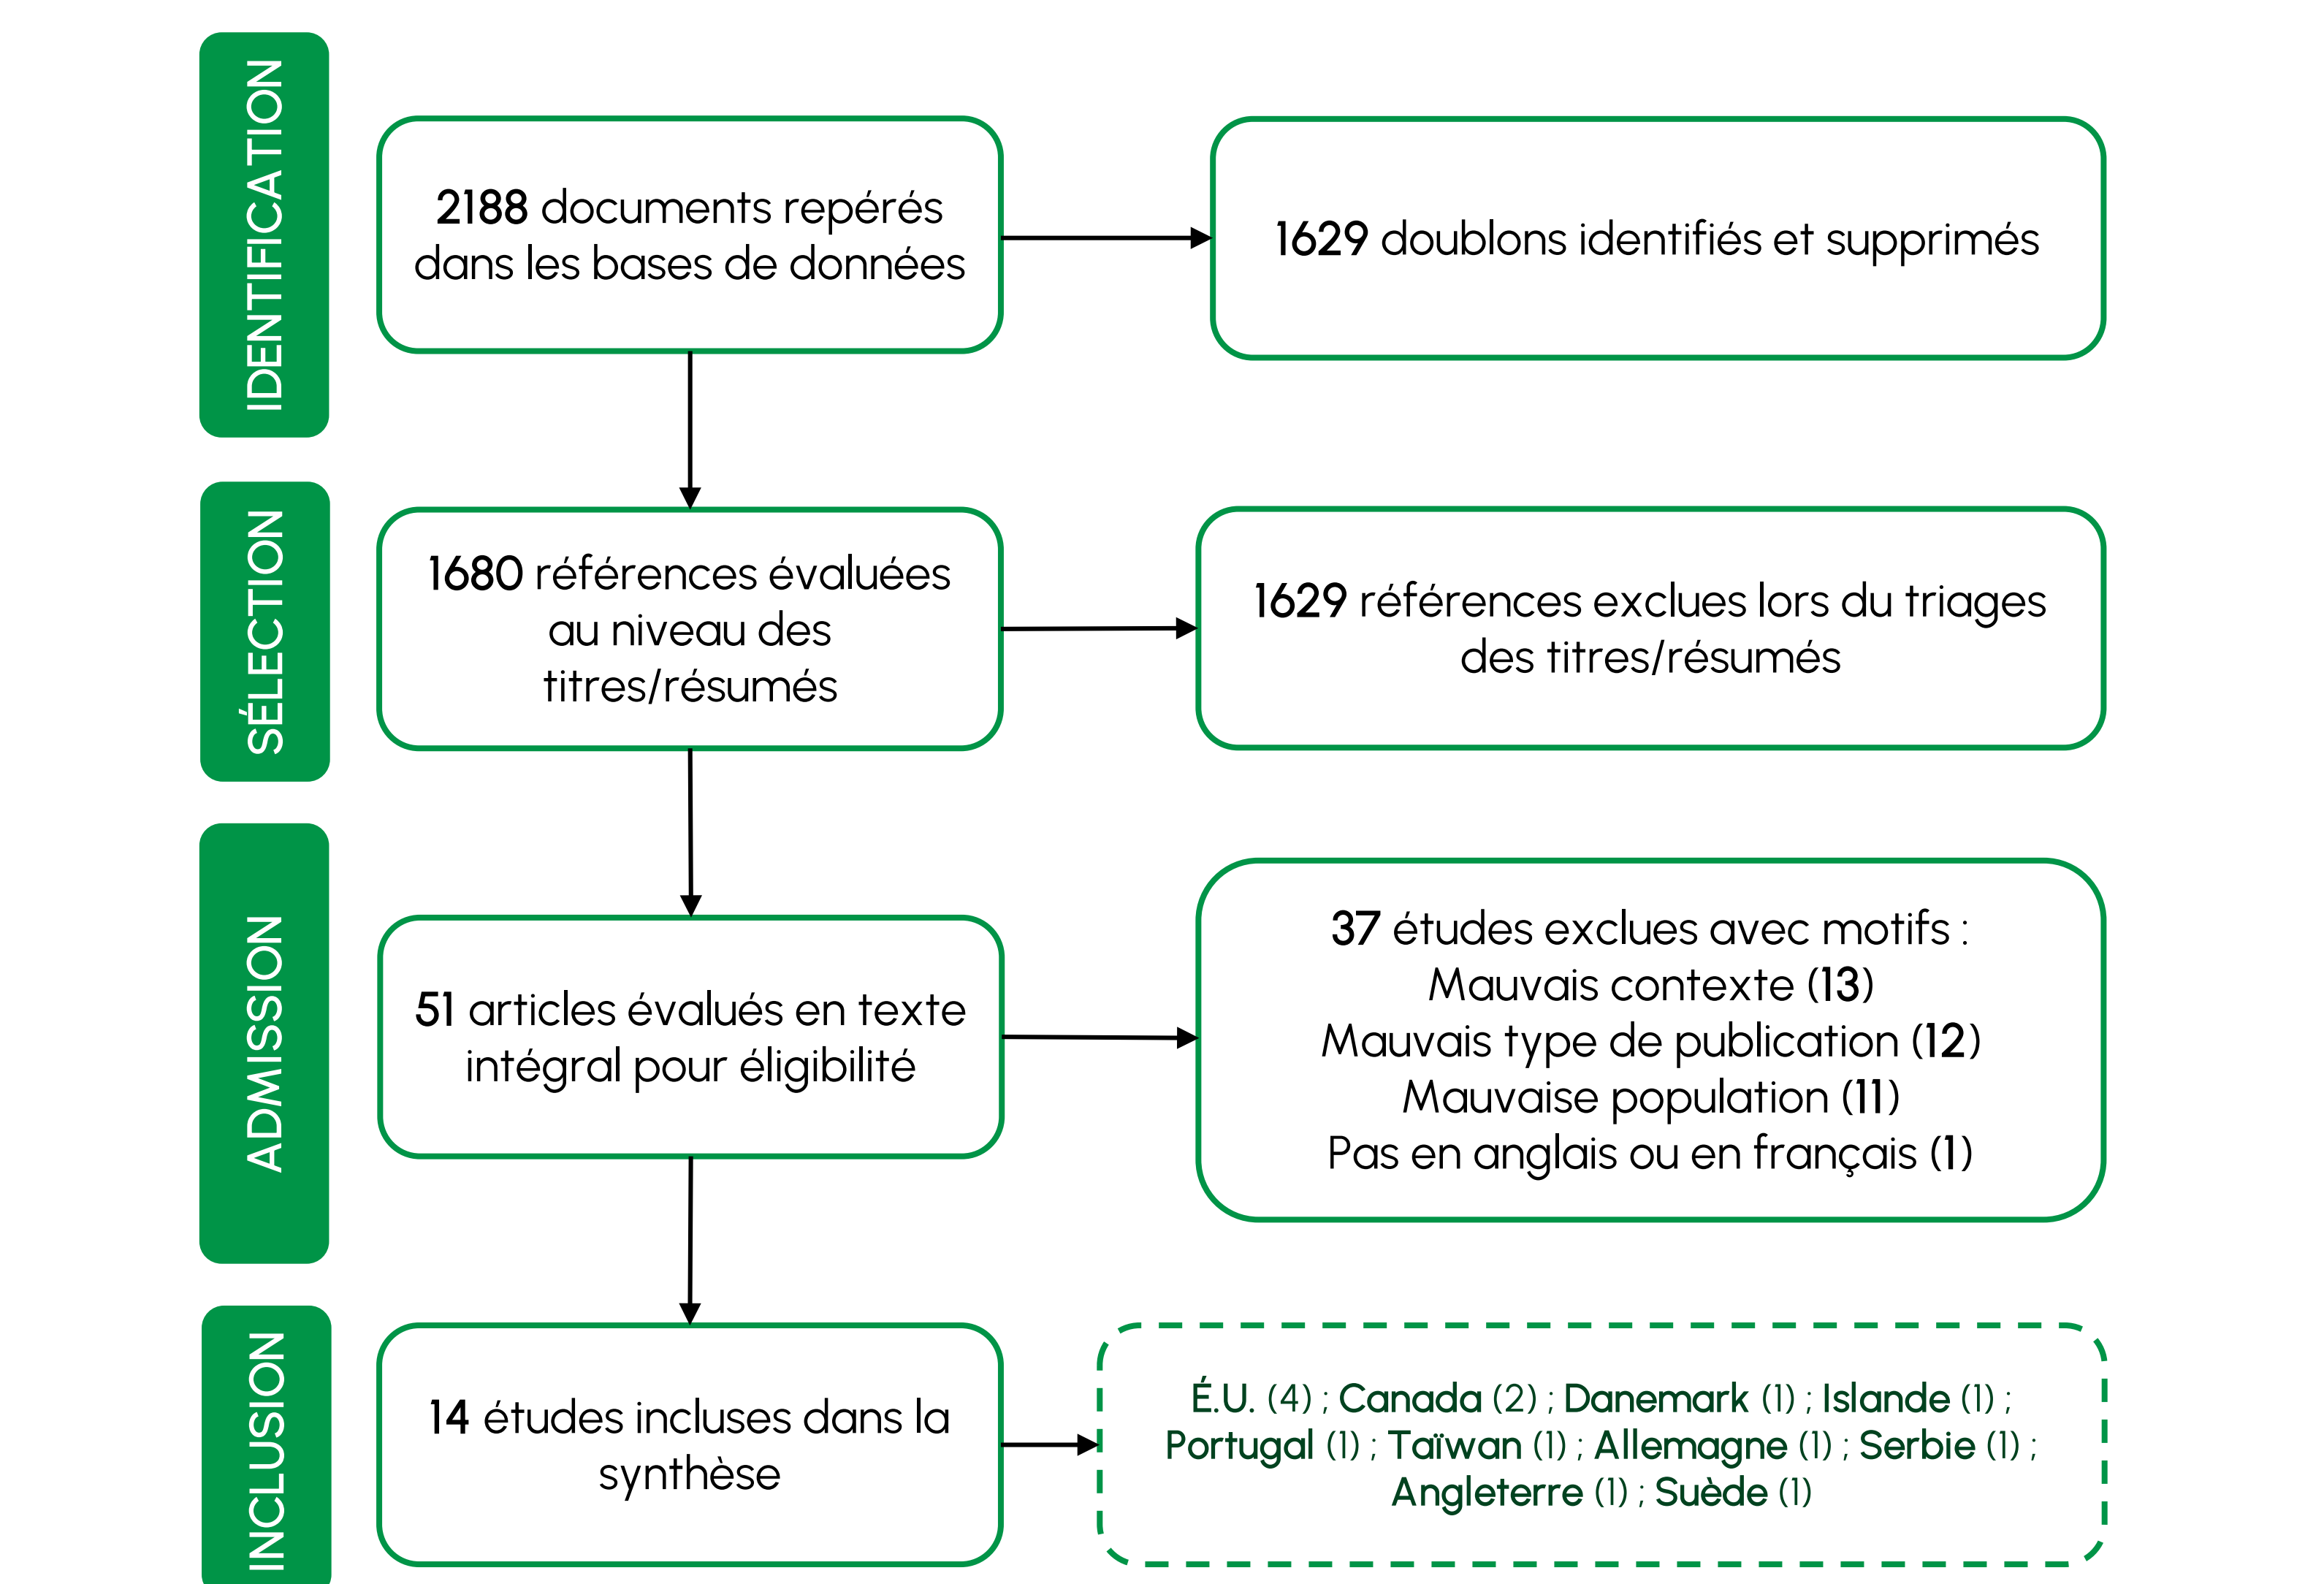 IDENTIFICATION
2188 documents repérés
dans les bases de données
1629 doublons identifiés et supprimés
SÉLECTION
1680 références évaluées
au niveau des
titres/résumés
1629 références exclues lors du triages
des titres/résumés
ADMISSION
51 articles évalués en texte
intégral pour éligibilité
37 études exclues avec motifs :
Mauvais contexte (13)
Mauvais type de publication (12)
Mauvaise population (11)
Pas en anglais ou en français (1)
INCLUSION
14 études incluses dans la
synthèse
É.U. (4) ; Canada (2) ; Danemark (1) ; Islande (1) ;
Portugal (1) ; Taïwan (1) ; Allemagne (1) ; Serbie (1) ;
Angleterre (1) ; Suède (1)